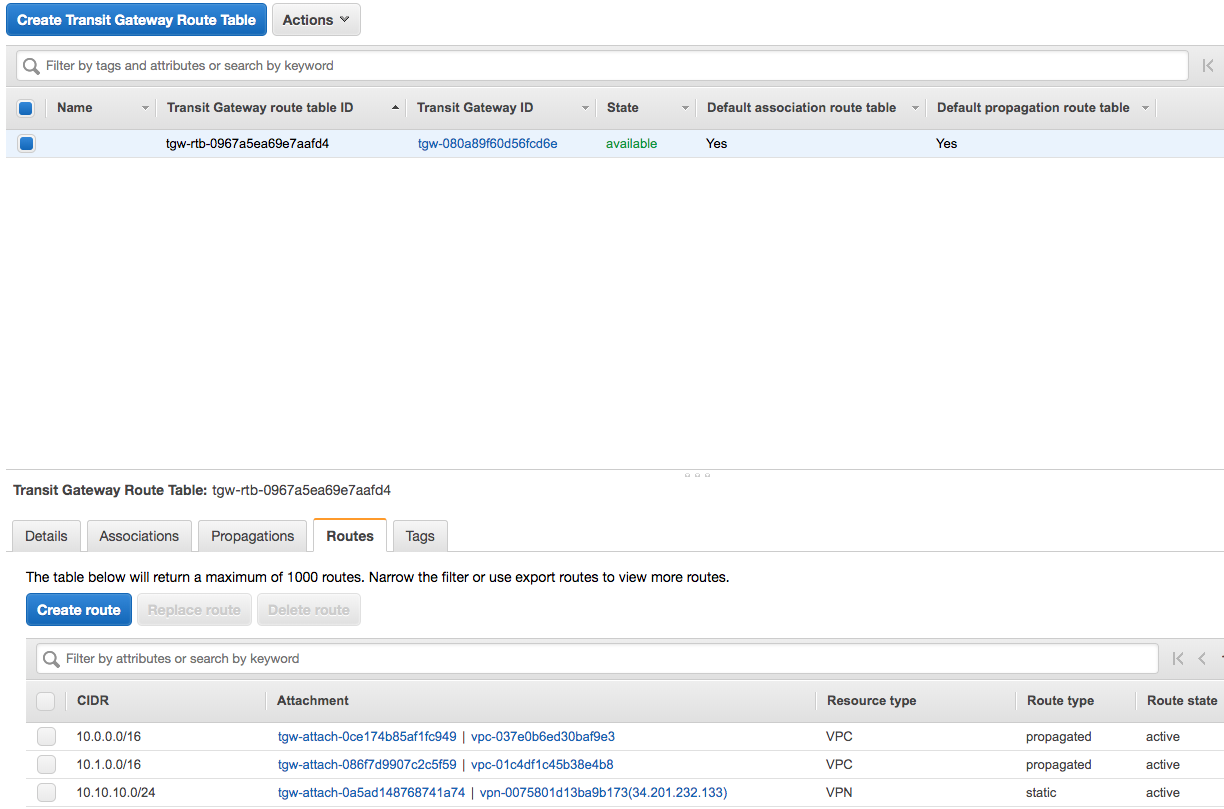 Create Transit Gateway Route Table Actions
Filter by tags and attributes or search by keyword
Name Transit Gateway route table ID Transit Gateway ID State Default association route table Default propagation route table
tgw-rtb-0967a5ea69e7aafd4 tgw-080a89f60d56fcd6e available Yes Yes
Transit Gateway Route Table: tgw-rtb-0967a5ea69e7aafd4
Details Associations Propagations Routes Tags
The table below will return a maximum of 1000 routes. Narrow the filter or use export routes to view more routes.
Create route Replace route Delete route
Filter by attributes or search by keyword
CIDR Attachment Resource type Route type Route state
10.0.0.0/16 tgw-attach-0ce174b85af1fc949 | vpc-037e0b6ed30baf9e3 VPC propagated active
10.1.0.0/16 tgw-attach-086f7d9907c2c5f59 | vpc-01c4df1c45b38e4b8 VPC propagated active
10.10.10.0/24 tgw-attach-0a5ad148768741a74 | vpn-0075801d13ba9b173(34.201.232.133) VPN static active